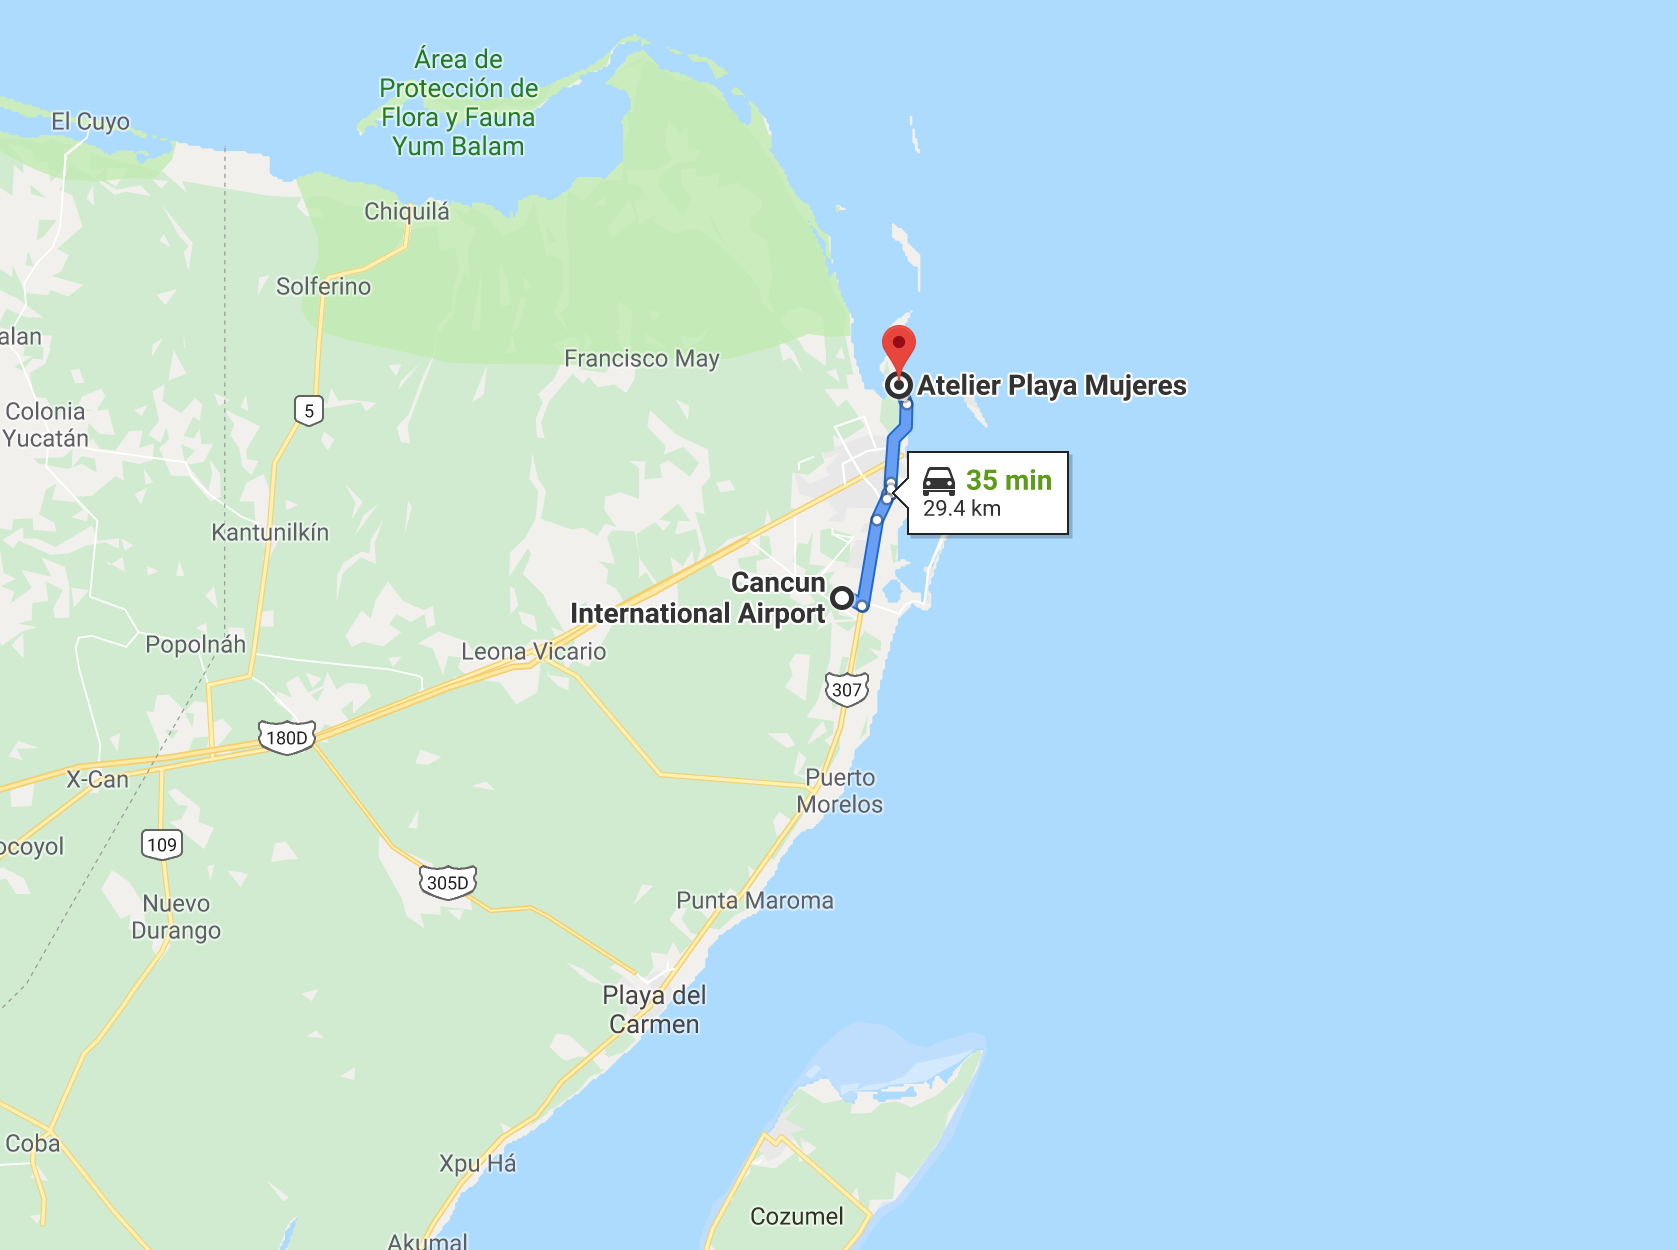 Área de
Protección de
Flora y Fauna
Yum Balam
El Cuyo
Chiquilá
Solferino
alan
Francisco May
Atelier Playa Mujeres
Colonia
Yucatán
5
35 min
29.4 km
Kantunilkín
Cancun
International Airport
Popolnáh
Leona Vicario
307
180D
X-Can
Puerto
Morelos
109
ocoyol
305D
Nuevo
Durango
Punta Maroma
Playa del
Carmen
Coba
Xpu Há
Cozumel
Akumal